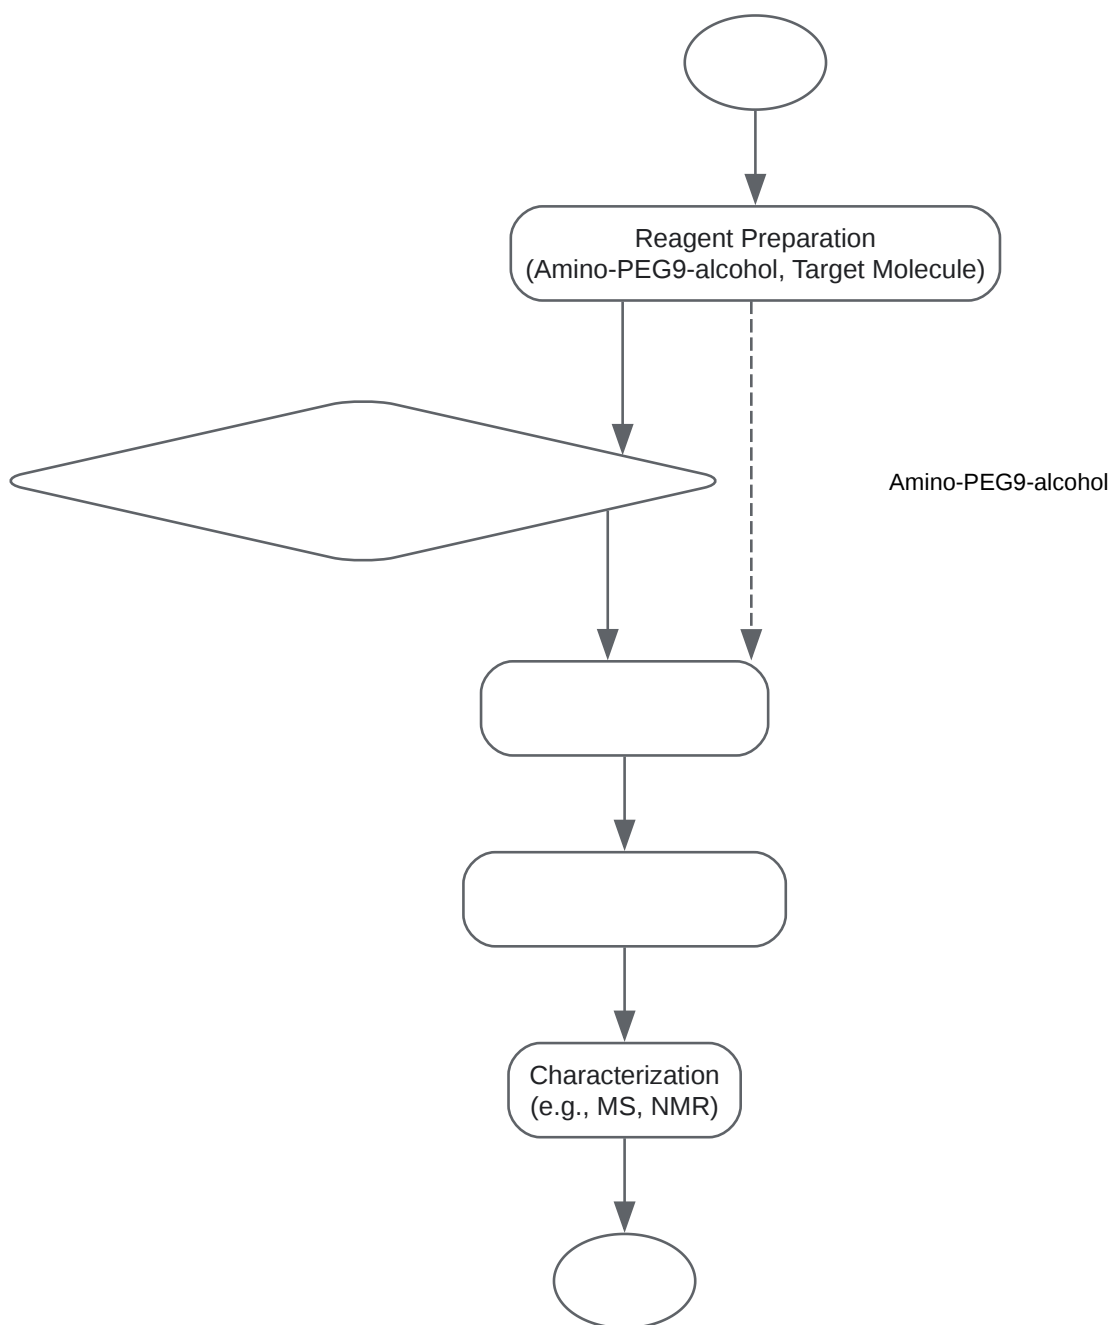 Reagent Preparation
(Amino-PEG9-alcohol, Target Molecule)
Amino-PEG9-alcohol
Characterization
(e.g., MS, NMR)